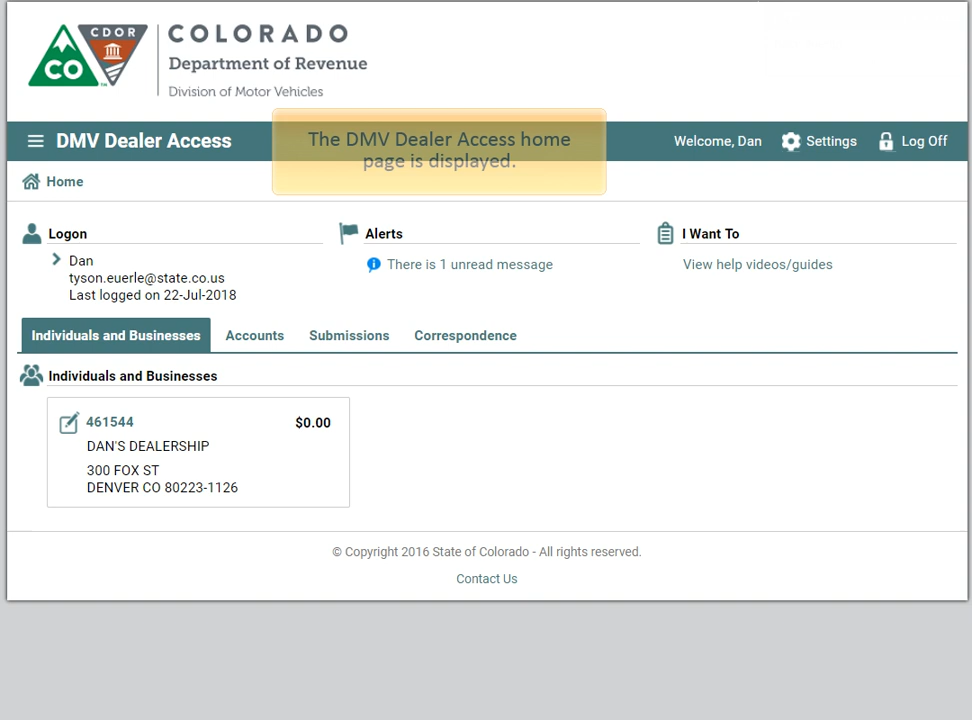 CDOR
CO
COLORADO
Department of Revenue
Division of Motor Vehicles
DMV Dealer Access
The DMV Dealer Access home
page is displayed.
Welcome, Dan
Settings
Log Off
Home
Logon
Dan
tyson.euerle@state.co.us
Last logged on 22-Jul-2018
Alerts
There is 1 unread message
I Want To
View help videos/guides
Individuals and Businesses
Accounts
Submissions
Correspondence
Individuals and Businesses
461544
$0.00
DAN'S DEALERSHIP
300 FOX ST
DENVER CO 80223-1126
© Copyright 2016 State of Colorado - All rights reserved.
Contact Us